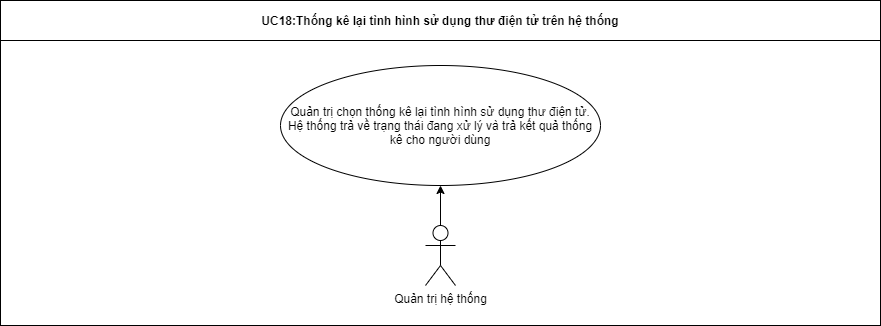 UC18:Thống kê lại tình hình sử dụng thư điện tử trên hệ thống
Quản trị chọn thống kê lại tình hình sử dụng thư điện tử.
Hệ thống trả về trạng thái đang xử lý và trả kết quả thống
kê cho người dùng
Quản trị hệ thống